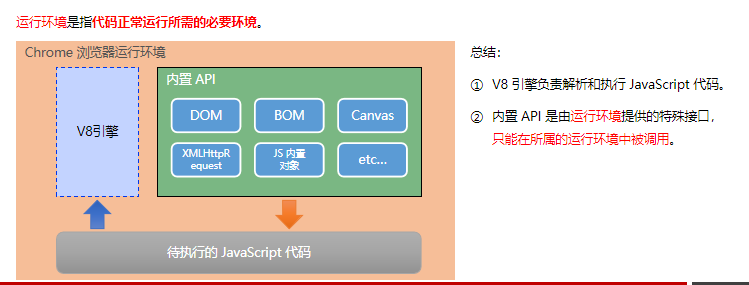 运行环境是指代码正常运行所需的必要环境。
Chrome 浏览器运行环境
V8引擎
内置 API
DOM
BOM
Canvas
XMLHttpR
equest
JS 内置
对象
etc...
待执行的 JavaScript 代码
总结：
① V8 引擎负责解析和执行 JavaScript 代码。
② 内置 API 是由运行环境提供的特殊接口，
只能在所属的运行环境中被调用。